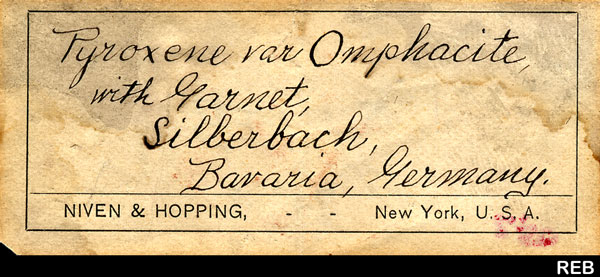 Pyroxene var Omphacite,
with Garnet,
Silberbach,
Bavaria, Germany.
NIVEN & HOPPING, - - New York, U. S. A.
REB